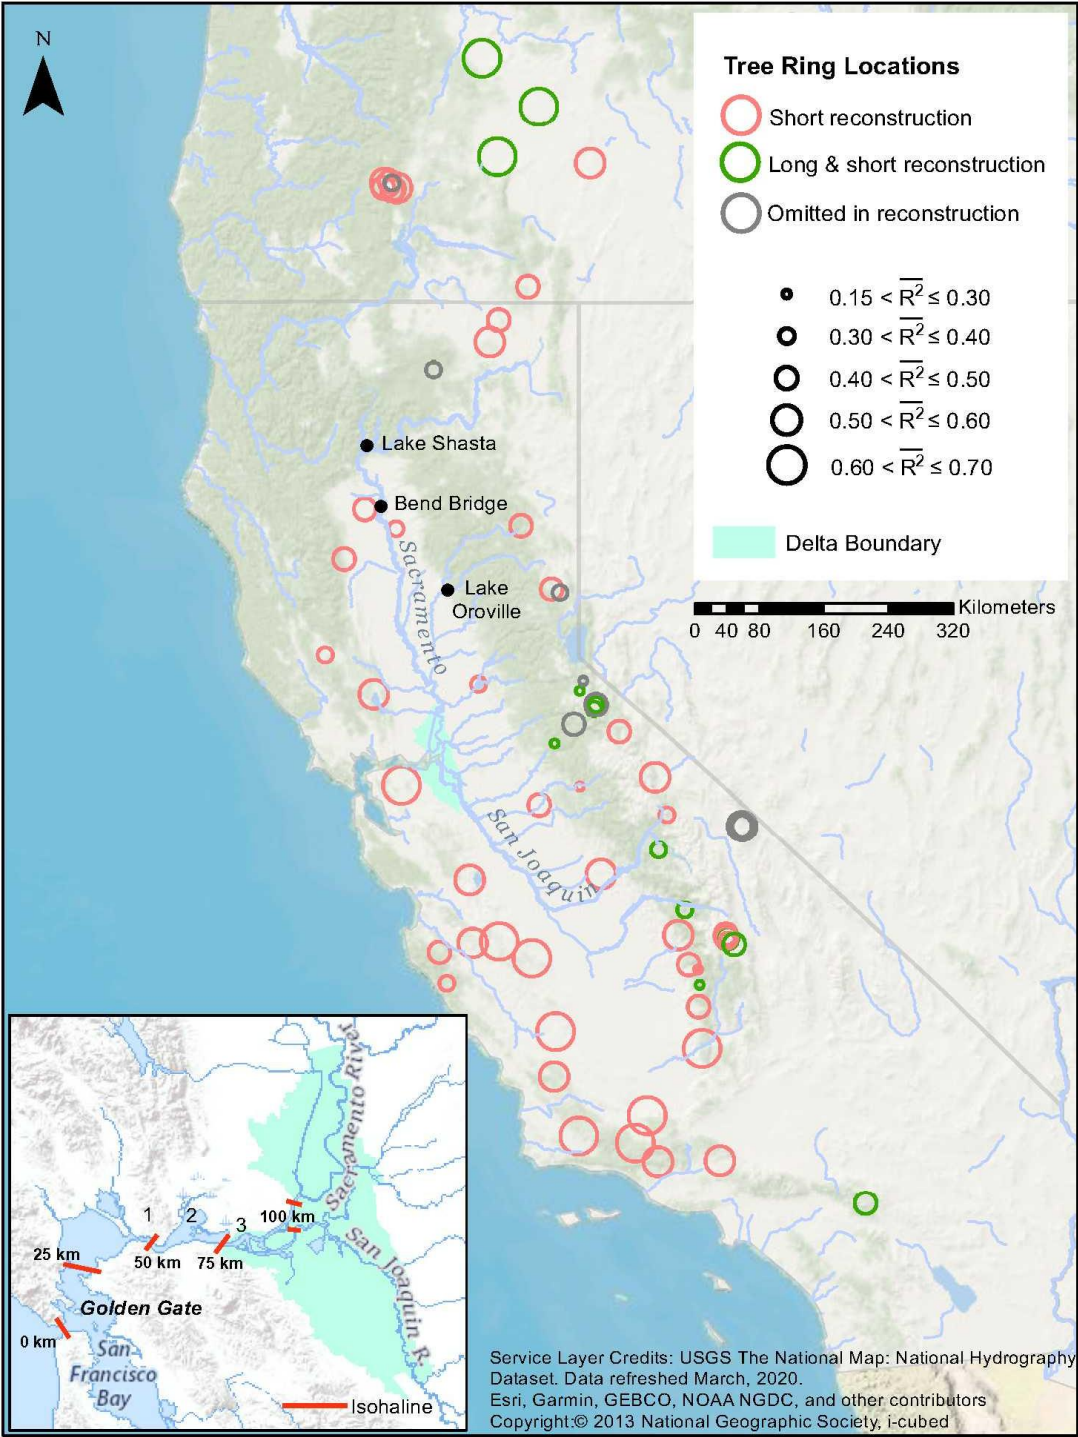 N
Tree Ring Locations
Short reconstruction
Long & short reconstruction
Omitted in reconstruction
0.15 < R² ≤ 0.30
0.30 < R² ≤ 0.40
0.40 < R² ≤ 0.50
0.50 < R² ≤ 0.60
0.60 < R² ≤ 0.70
Delta Boundary
Kilometers
0 40 80 160 240 320
Lake Shasta
Bend Bridge
Lake
Oroville
Sacramento
San Joaquin
Sacramento River
San Joaquin R.
1
2
3
100 km
25 km
50 km
75 km
Golden Gate
0 km
San
Francisco
Bay
Isohaline
Service Layer Credits: USGS The National Map: National Hydrography
Dataset. Data refreshed March, 2020.
Esri, Garmin, GEBCO, NOAA NGDC, and other contributors
Copyright:© 2013 National Geographic Society, i-cubed